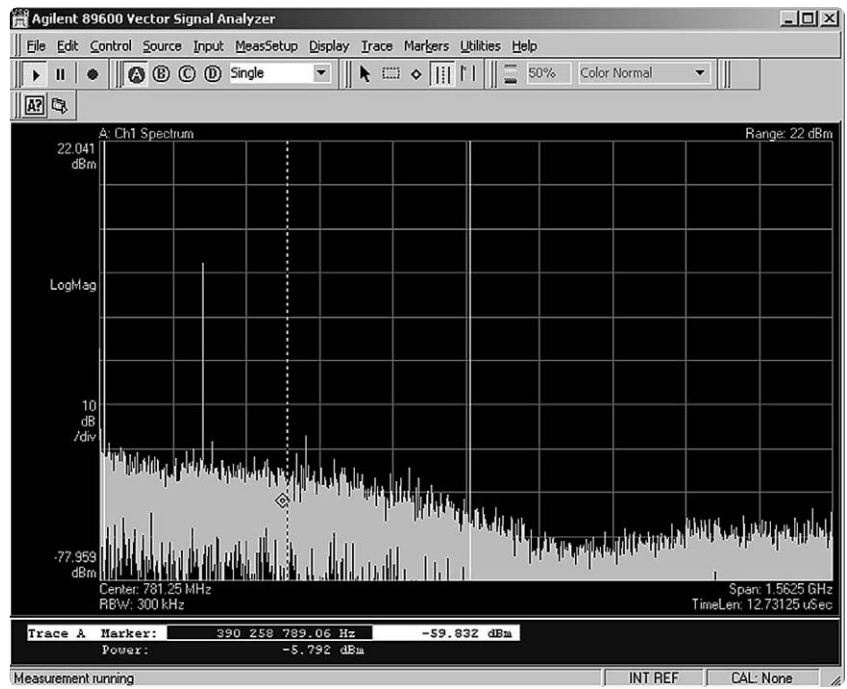 Agilent 89600 Vector Signal Analyzer
File Edit Control Source Input MeasSetup Display Trace Markers Utilities Help
A B C D Single 50% Color Normal
A?
A: Ch1 Spectrum Range: 22 dBm
22.041
dBm
LogMag
10
dB
/div
-77.959
dBm
Center: 781.25 MHz Span: 1.5625 GHz
RBW: 300 kHz TimeLen: 12.73125 uSec
Trace A Marker: 390 258 789.06 Hz -59.832 dBm
Power: -5.792 dBm
Measurement running INT REF CAL: None